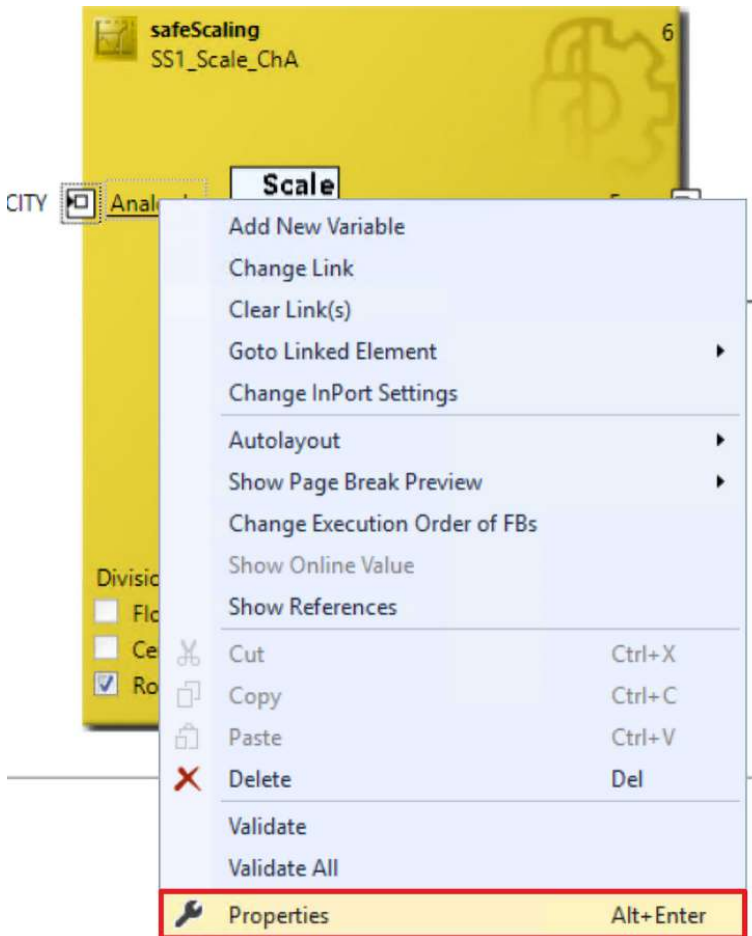 safeScaling 6
SS1_Scale_ChA
Scale
CITY
Add New Variable
Change Link
Clear Link(s)
Goto Linked Element
Change InPort Settings
Autolayout
Show Page Break Preview
Change Execution Order of FBs
Show Online Value
Show References
Cut Ctrl+X
Copy Ctrl+C
Paste Ctrl+V
Delete Del
Validate
Validate All
Properties Alt+Enter